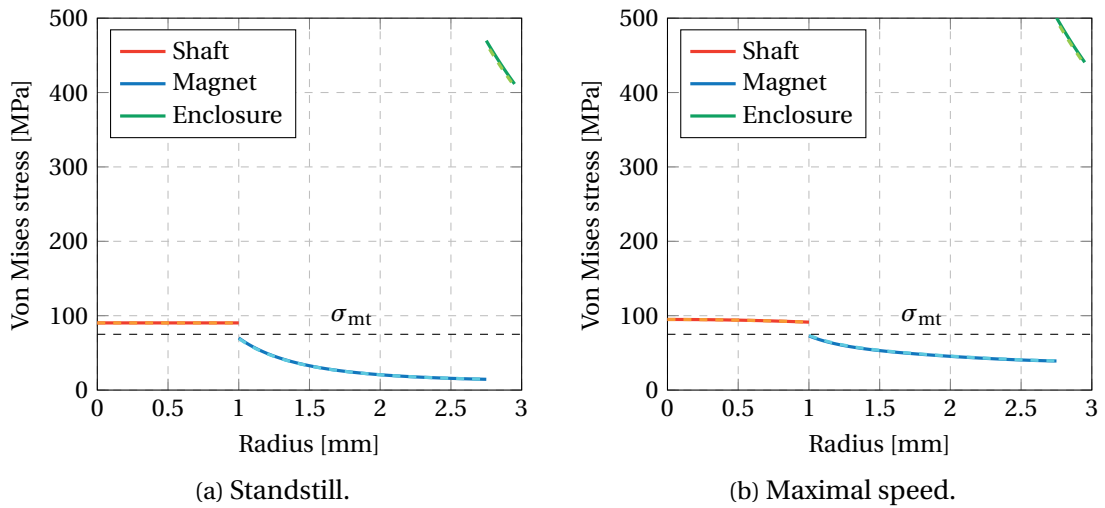 500
400
300
200
100
0
Von Mises stress [MPa]
Shaft
Magnet
Enclosure
σmt
0 0.5 1 1.5 2 2.5 3
Radius [mm]
(a) Standstill.
500
400
300
200
100
0
Von Mises stress [MPa]
Shaft
Magnet
Enclosure
σmt
0 0.5 1 1.5 2 2.5 3
Radius [mm]
(b) Maximal speed.